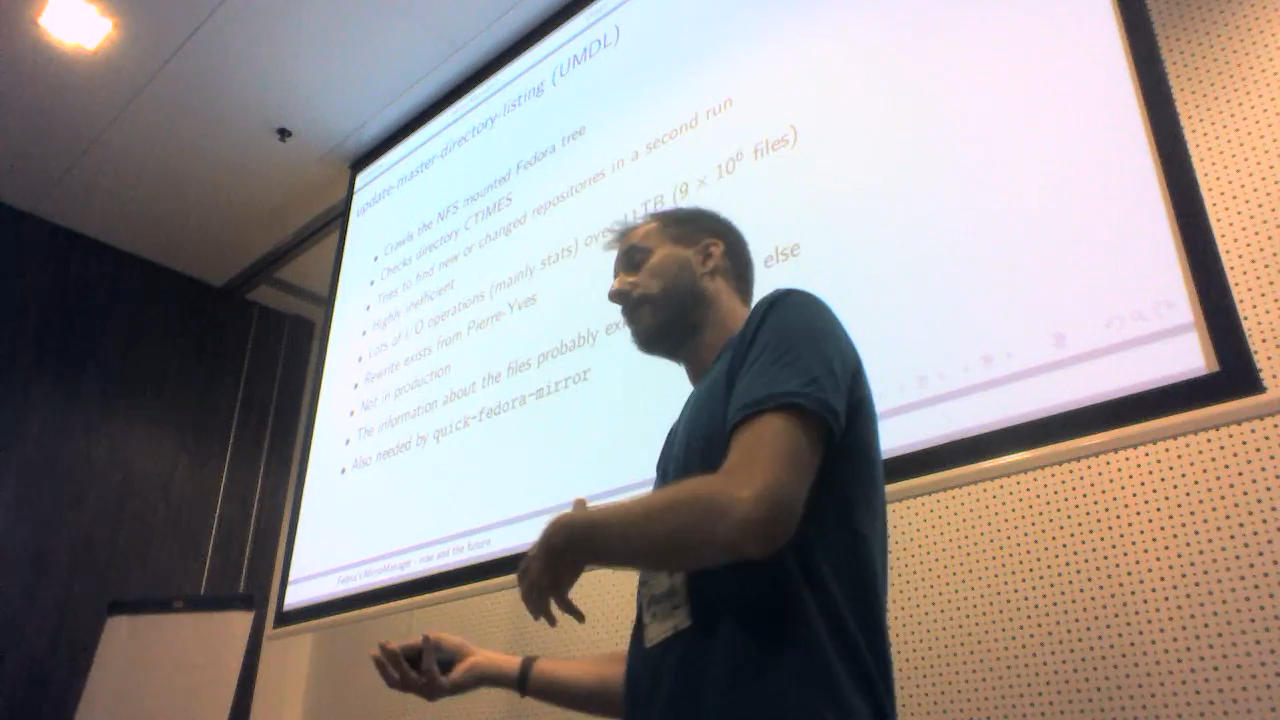 update-master-directory-listing (UMDL)
Crawls the NFS mounted Fedora tree
Checks directory CTIMES
Tries to find new or changed repositories in a second run
Highly inefficient
Lots of I/O operations (mainly stats) over TB (9 × 10⁶ files)
Rewrite exists from Pierre-Yves
Not in production
The information about the files probably else
Also needed by quick-fedora-mirror
Fedora's MirrorManager - now and the future